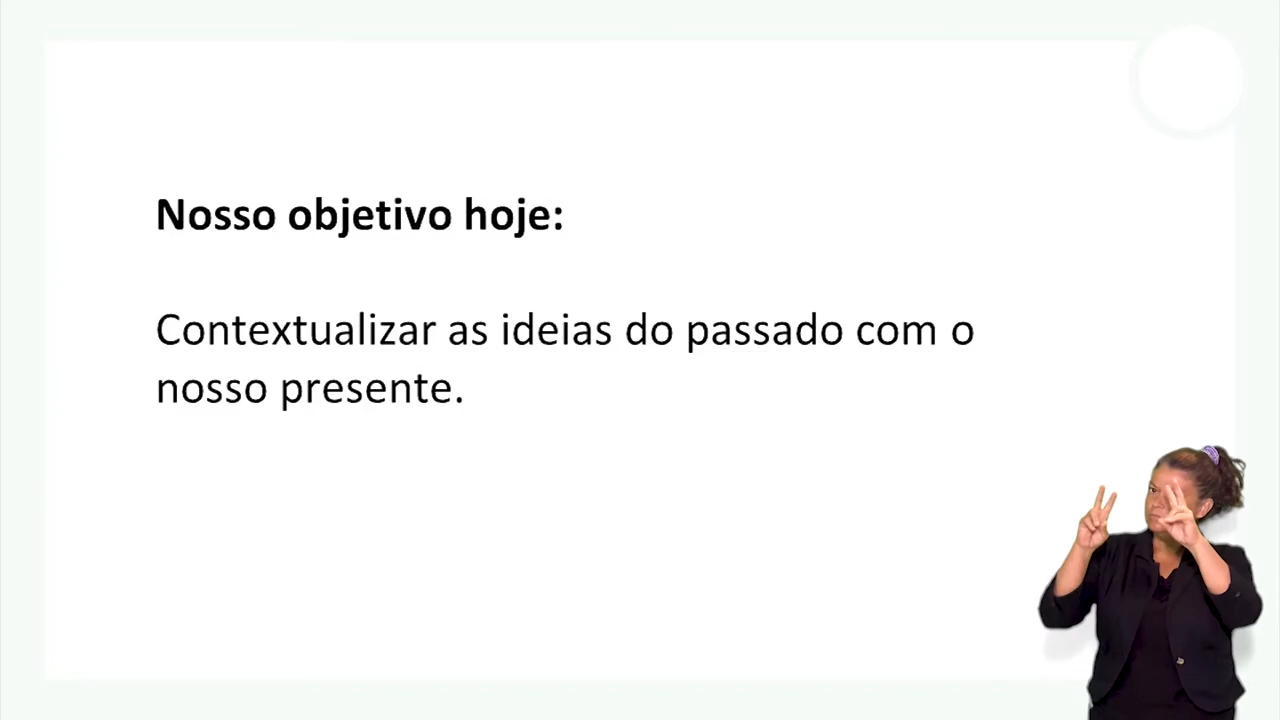 Nosso objetivo hoje:
Contextualizar as ideias do passado com o
nosso presente.